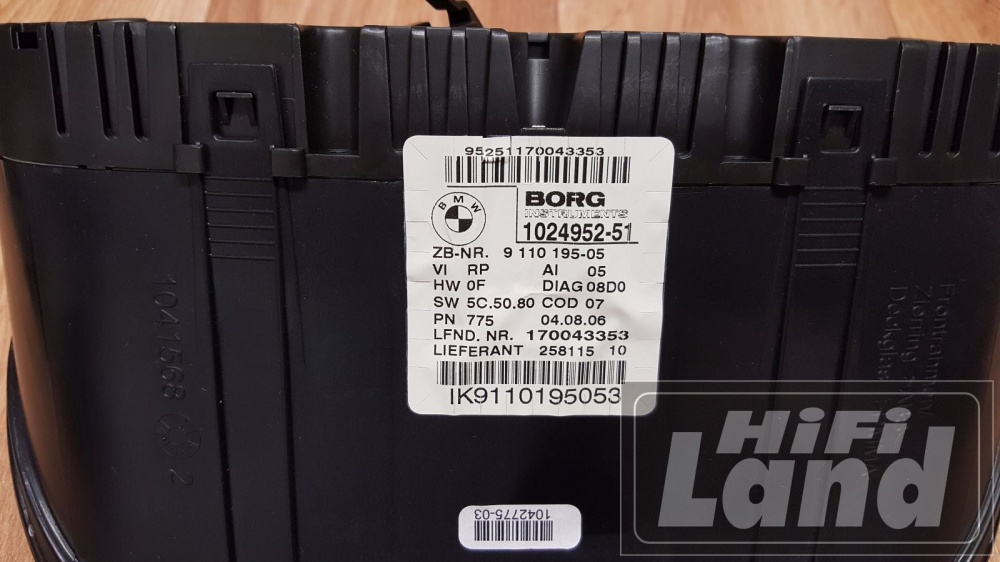 95251170043353
BMW
BORG
INSTRUMENTS
1024952-51
ZB-NR. 9 110 195-05
VI RP AI 05
HW 0F DIAG 08D0
SW 5C.50.80 COD 07
PN 775 04.08.06
LFND. NR. 170043353
LIEFERANT 258115 10
IK9110195053
1041568 2
1042775-03
HiFi
Land